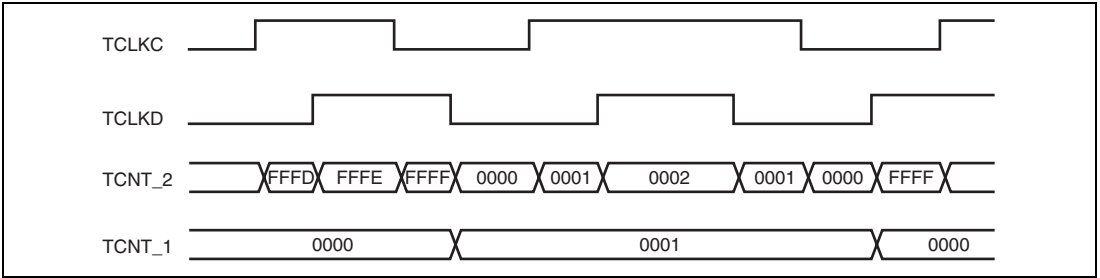 TCLKC
TCLKD
TCNT_2 FFFD FFFE FFFF 0000 0001 0002 0001 0000 FFFF
TCNT_1 0000 0001 0000